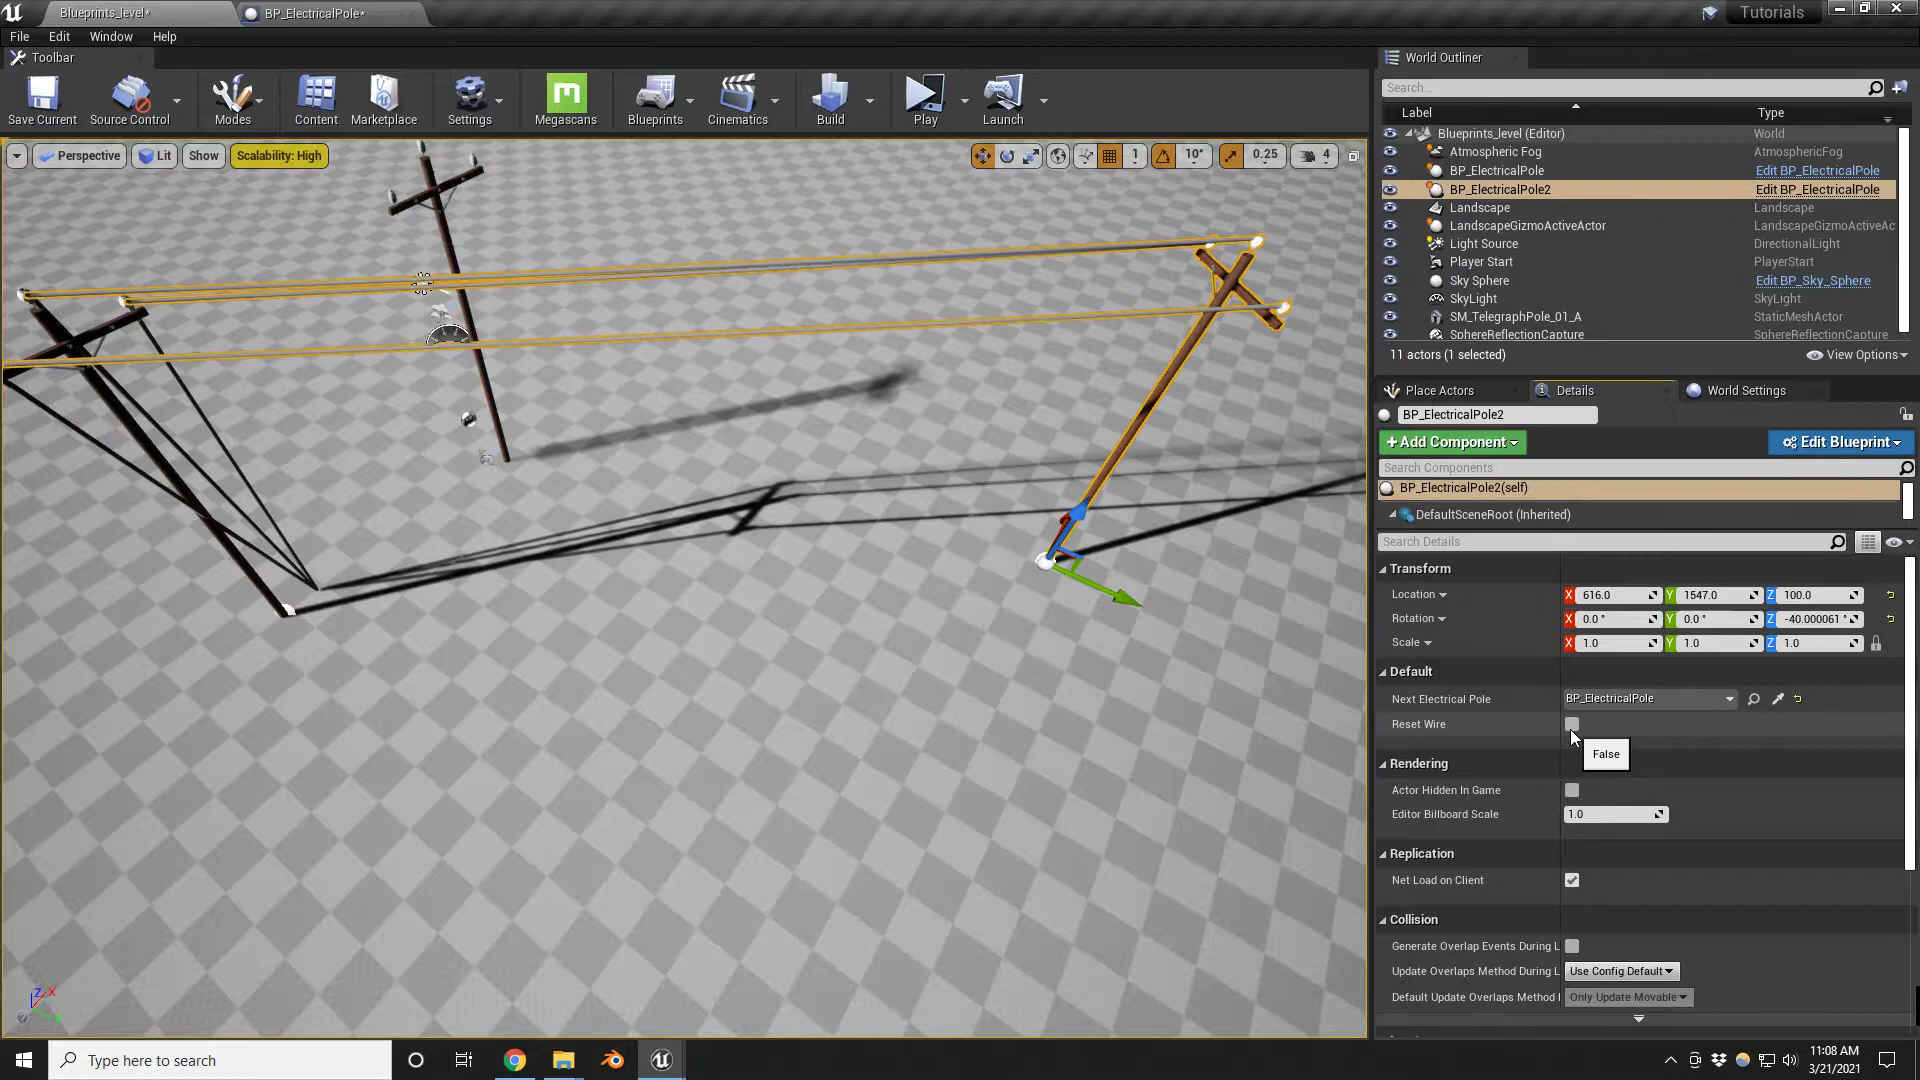 Blueprints_level*
BP_ElectricalPole*
Tutorials
File Edit Window Help
Toolbar
Save Current
Source Control
Modes
Content
Marketplace
Settings
Megascans
Blueprints
Cinematics
Build
Play
Launch
Perspective
Lit
Show
Scalability: High
1
10°
0.25
4
World Outliner
Search...
Label Type
Blueprints_level (Editor) World
Atmospheric Fog AtmosphericFog
BP_ElectricalPole Edit BP_ElectricalPole
BP_ElectricalPole2 Edit BP_ElectricalPole
Landscape Landscape
LandscapeGizmoActiveActor LandscapeGizmoActiveAc
Light Source DirectionalLight
Player Start PlayerStart
Sky Sphere Edit BP_Sky_Sphere
SkyLight SkyLight
SM_TelegraphPole_01_A StaticMeshActor
SphereReflectionCapture SphereReflectionCapture
11 actors (1 selected) View Options
Place Actors
Details
World Settings
BP_ElectricalPole2
+Add Component
Edit Blueprint
Search Components
BP_ElectricalPole2(self)
DefaultSceneRoot (Inherited)
Search Details
Transform
Location X 616.0 Y 1547.0 Z 100.0
Rotation X 0.0 ° Y 0.0 ° Z -40.000061 °
Scale X 1.0 Y 1.0 Z 1.0
Default
Next Electrical Pole BP_ElectricalPole
Reset Wire
False
Rendering
Actor Hidden In Game
Editor Billboard Scale 1.0
Replication
Net Load on Client
Collision
Generate Overlap Events During L
Update Overlaps Method During L Use Config Default
Default Update Overlaps Method I Only Update Movable
Z X Y
Type here to search
11:08 AM
3/21/2021